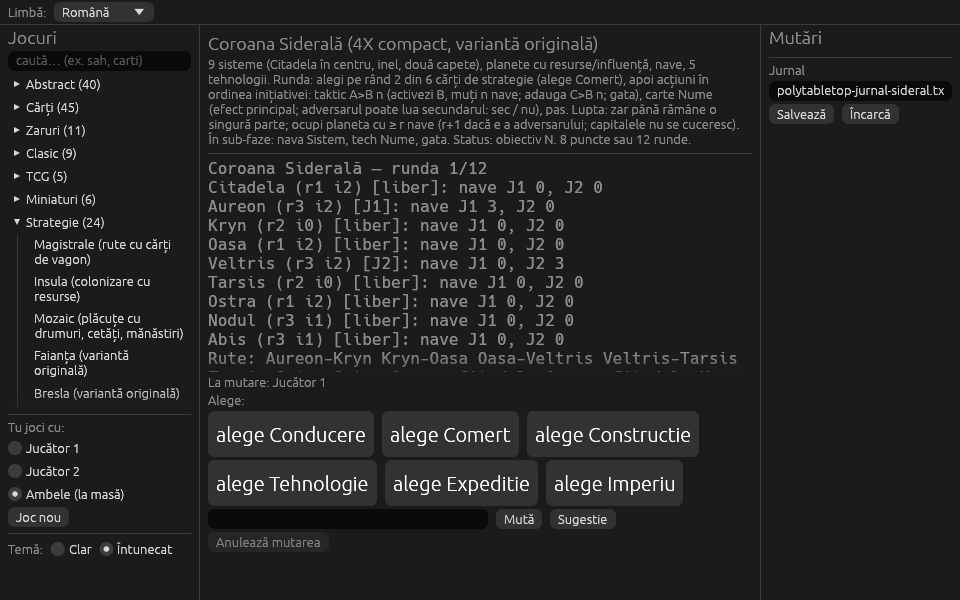 Limbă: Română
Jocuri
caută... (ex. sah, carti)
Abstract (40)
Cărți (45)
Zaruri (11)
Clasic (9)
TCG (5)
Miniaturi (6)
Strategie (24)
Magistrale (rute cu cărți
de vagon)
Insula (colonizare cu
resurse)
Mozaic (plăcuțe cu
drumuri, cetăți, mănăstiri)
Faianța (variantă
originală)
Bresla (variantă originală)
Tu joci cu:
Jucător 1
Jucător 2
Ambele (la masă)
Joc nou
Temă: Clar Întunecat
Coroana Siderală (4X compact, variantă originală)
9 sisteme (Citadela în centru, inel, două capete), planete cu resurse/influență, nave, 5
tehnologii. Runda: alegi pe rând 2 din 6 cărți de strategie (alege Comert), apoi acțiuni în
ordinea inițiativei: taktic A>B n (activezi B, muți n nave; adauga C>B n; gata), carte Nume
(efect principal; adversarul poate lua secundarul: sec / nu), pas. Lupta: zar până rămâne o
singură parte; ocupi planeta cu ≥ r nave (r+1 dacă e a adversarului; capitalele nu se cuceresc).
În sub-faze: nava Sistem, tech Nume, gata. Status: obiectiv N. 8 puncte sau 12 runde.
Coroana Siderală — runda 1/12
Citadela (r1 i2) [liber]: nave J1 0, J2 0
Aureon (r3 i2) [J1]: nave J1 3, J2 0
Kryn (r2 i0) [liber]: nave J1 0, J2 0
Oasa (r1 i2) [liber]: nave J1 0, J2 0
Veltris (r3 i2) [J2]: nave J1 0, J2 3
Tarsis (r2 i0) [liber]: nave J1 0, J2 0
Ostra (r1 i2) [liber]: nave J1 0, J2 0
Nodul (r3 i1) [liber]: nave J1 0, J2 0
Abis (r3 i1) [liber]: nave J1 0, J2 0
Rute: Aureon-Kryn Kryn-Oasa Oasa-Veltris Veltris-Tarsis
La mutare: Jucător 1
Alege:
alege Conducere
alege Comert
alege Constructie
alege Tehnologie
alege Expeditie
alege Imperiu
Mută
Sugestie
Anulează mutarea
Mutări
Jurnal
polytabletop-jurnal-sideral.tx
Salvează
Încarcă